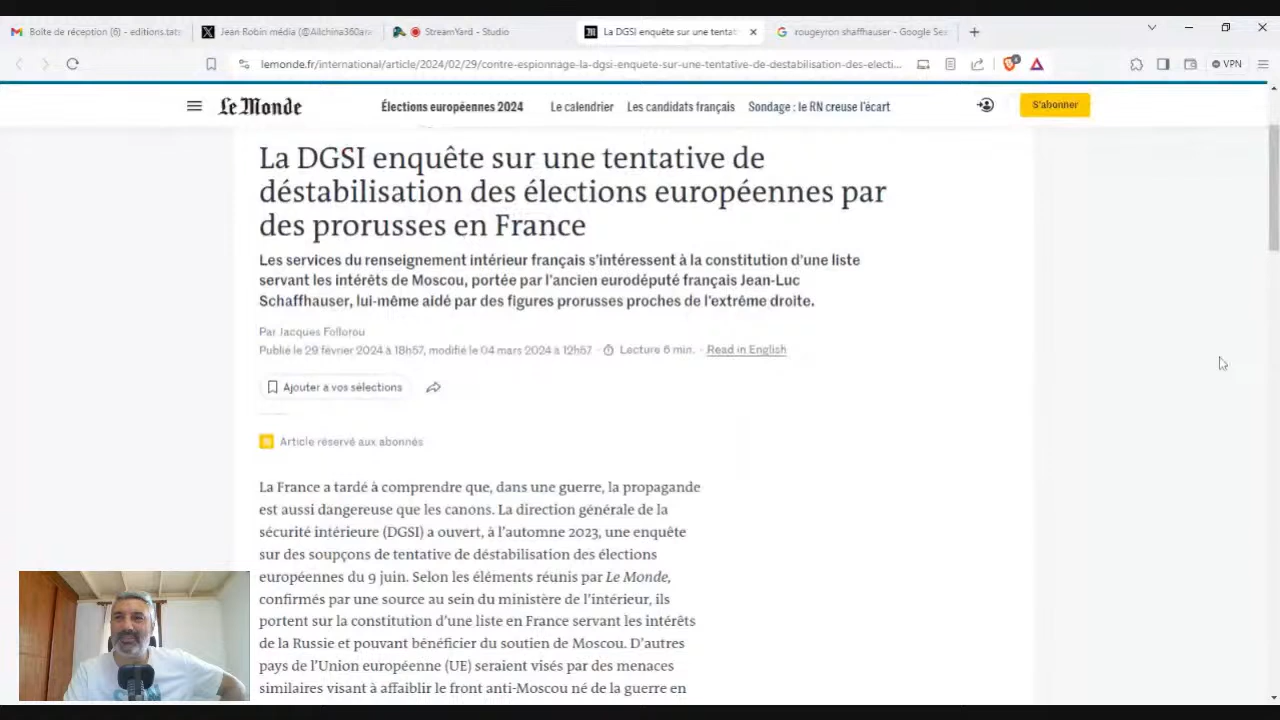 Boîte de réception (6) - editions.tata
Jean Robin média (@Ailchina360ara
StreamYard - Studio
La DGSI enquête sur une tentat
rougeyron shaffhauser - Google Sea
lemonde.fr/international/article/2024/02/29/contre-espionnage-la-dgsi-enquete-sur-une-tentative-de-destabilisation-des-electi...
VPN
Le Monde
Élections européennes 2024
Le calendrier
Les candidats français
Sondage : le RN creuse l'écart
S'abonner
La DGSI enquête sur une tentative de
déstabilisation des élections européennes par
des prorusses en France
Les services du renseignement intérieur français s'intéressent à la constitution d'une liste
servant les intérêts de Moscou, portée par l'ancien eurodéputé français Jean-Luc
Schaffhauser, lui-même aidé par des figures prorusses proches de l'extrême droite.
Par Jacques Follorou
Publié le 29 février 2024 à 18h57, modifié le 04 mars 2024 à 12h57 · Lecture 6 min. · Read in English
Ajouter à vos sélections
Article réservé aux abonnés
La France a tardé à comprendre que, dans une guerre, la propagande
est aussi dangereuse que les canons. La direction générale de la
sécurité intérieure (DGSI) a ouvert, à l'automne 2023, une enquête
sur des soupçons de tentative de déstabilisation des élections
européennes du 9 juin. Selon les éléments réunis par Le Monde,
confirmés par une source au sein du ministère de l'intérieur, ils
portent sur la constitution d'une liste en France servant les intérêts
de la Russie et pouvant bénéficier du soutien de Moscou. D'autres
pays de l'Union européenne (UE) seraient visés par des menaces
similaires visant à affaiblir le front anti-Moscou né de la guerre en